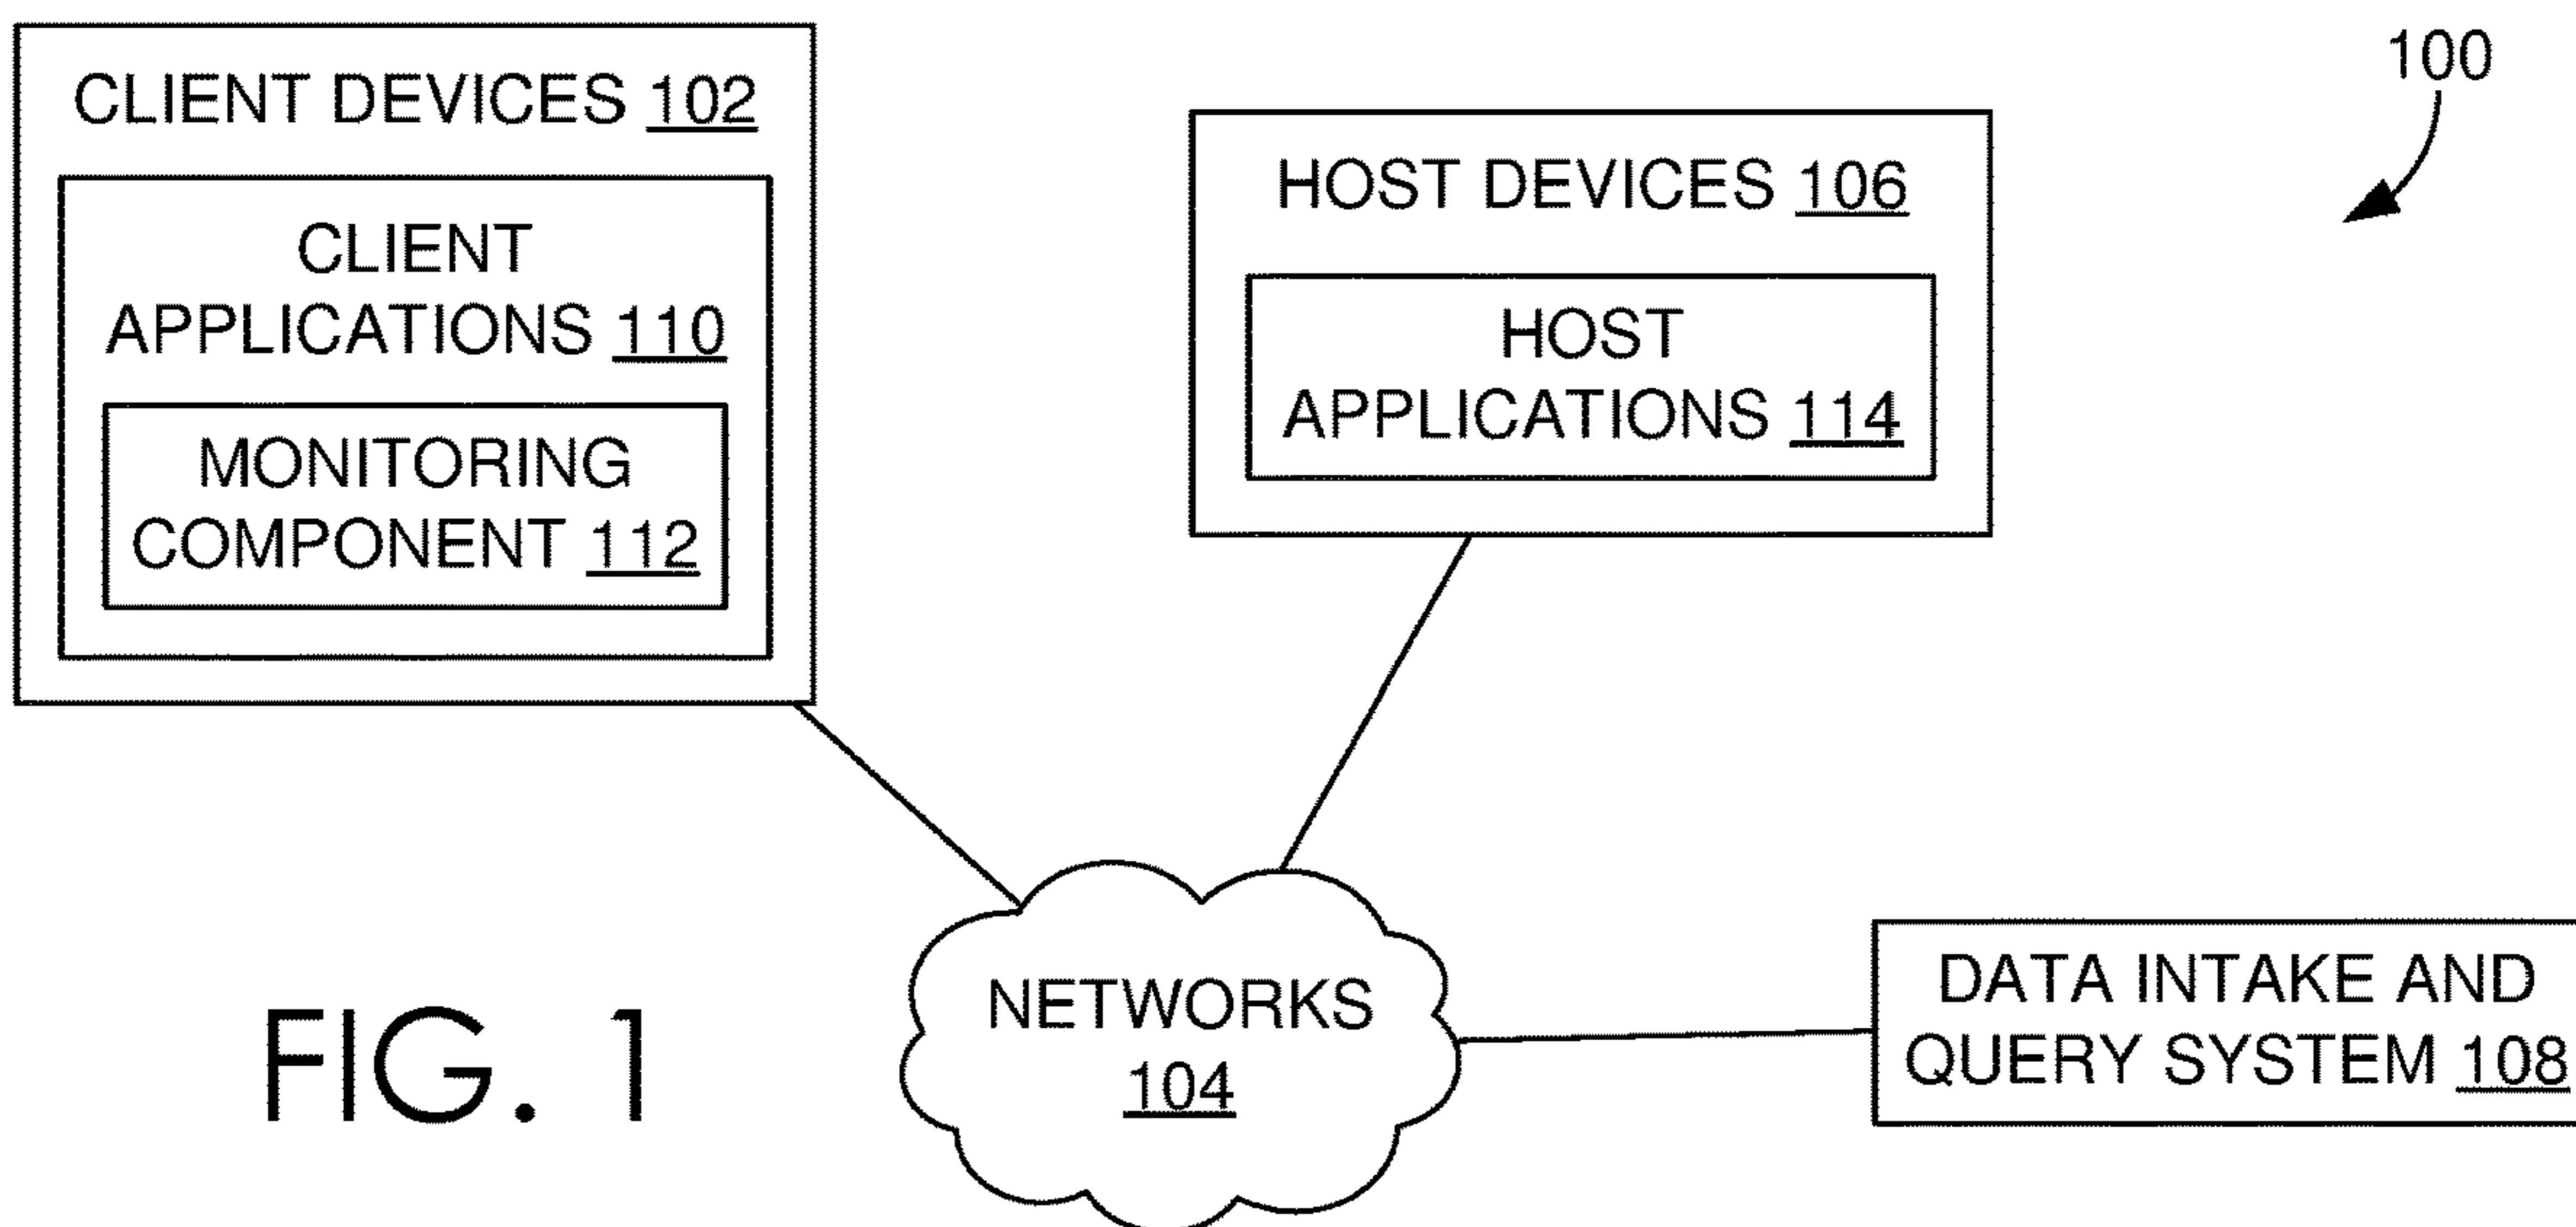 CLIENT DEVICES 102
CLIENT
APPLICATIONS 110
MONITORING
COMPONENT 112
HOST DEVICES 106
HOST
APPLICATIONS 114
100
NETWORKS
104
DATA INTAKE AND
QUERY SYSTEM 108
FIG. 1